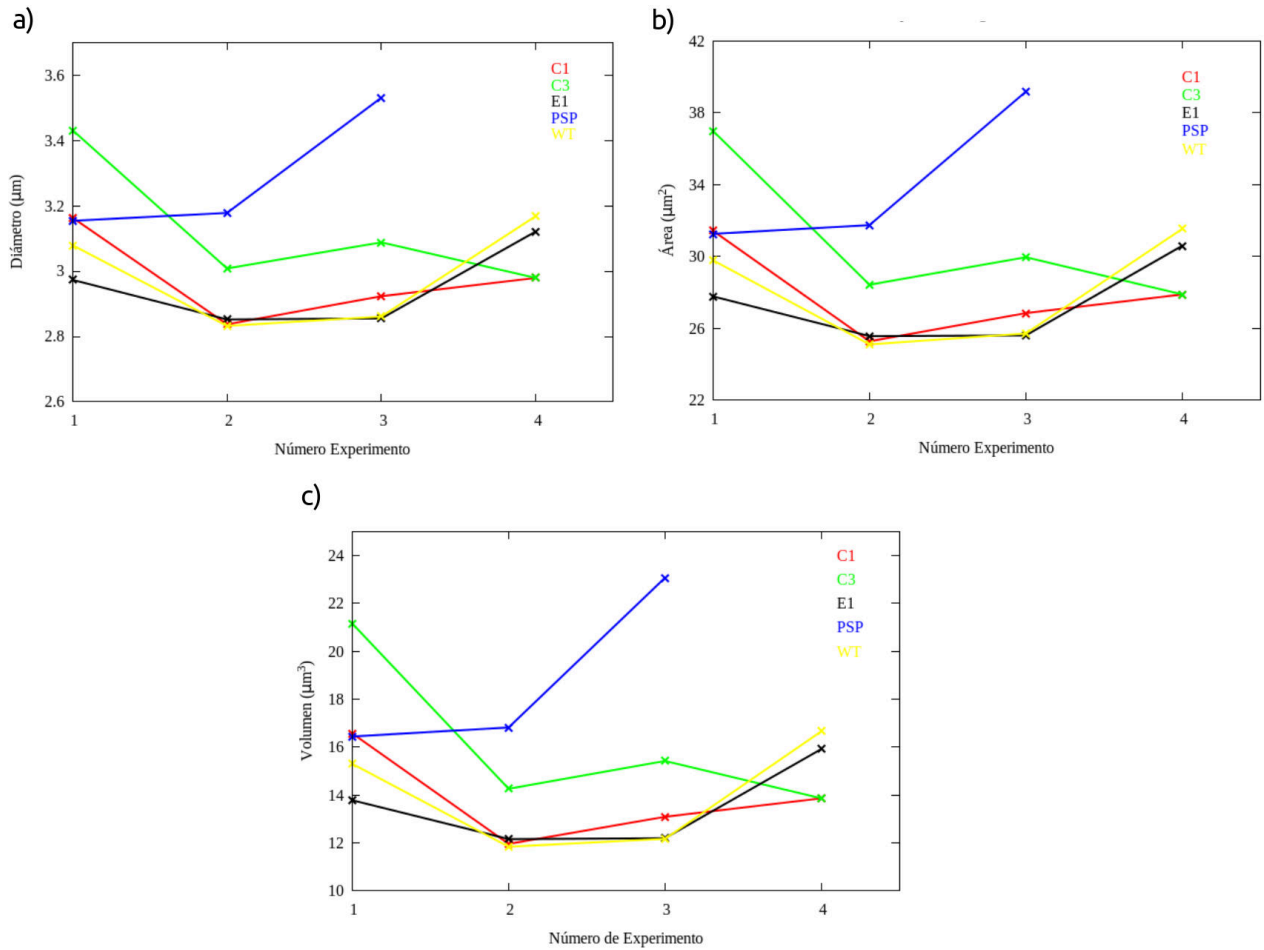 a)
3.6
3.4
3.2
3
2.8
2.6
1 2 3 4
Diámetro (μm)
Número Experimento
C1
C3
E1
PSP
WT
b)
42
38
34
30
26
22
1 2 3 4
Área (μm²)
Número Experimento
C1
C3
E1
PSP
WT
c)
24
22
20
18
16
14
12
10
1 2 3 4
Volumen (μm³)
Número de Experimento
C1
C3
E1
PSP
WT